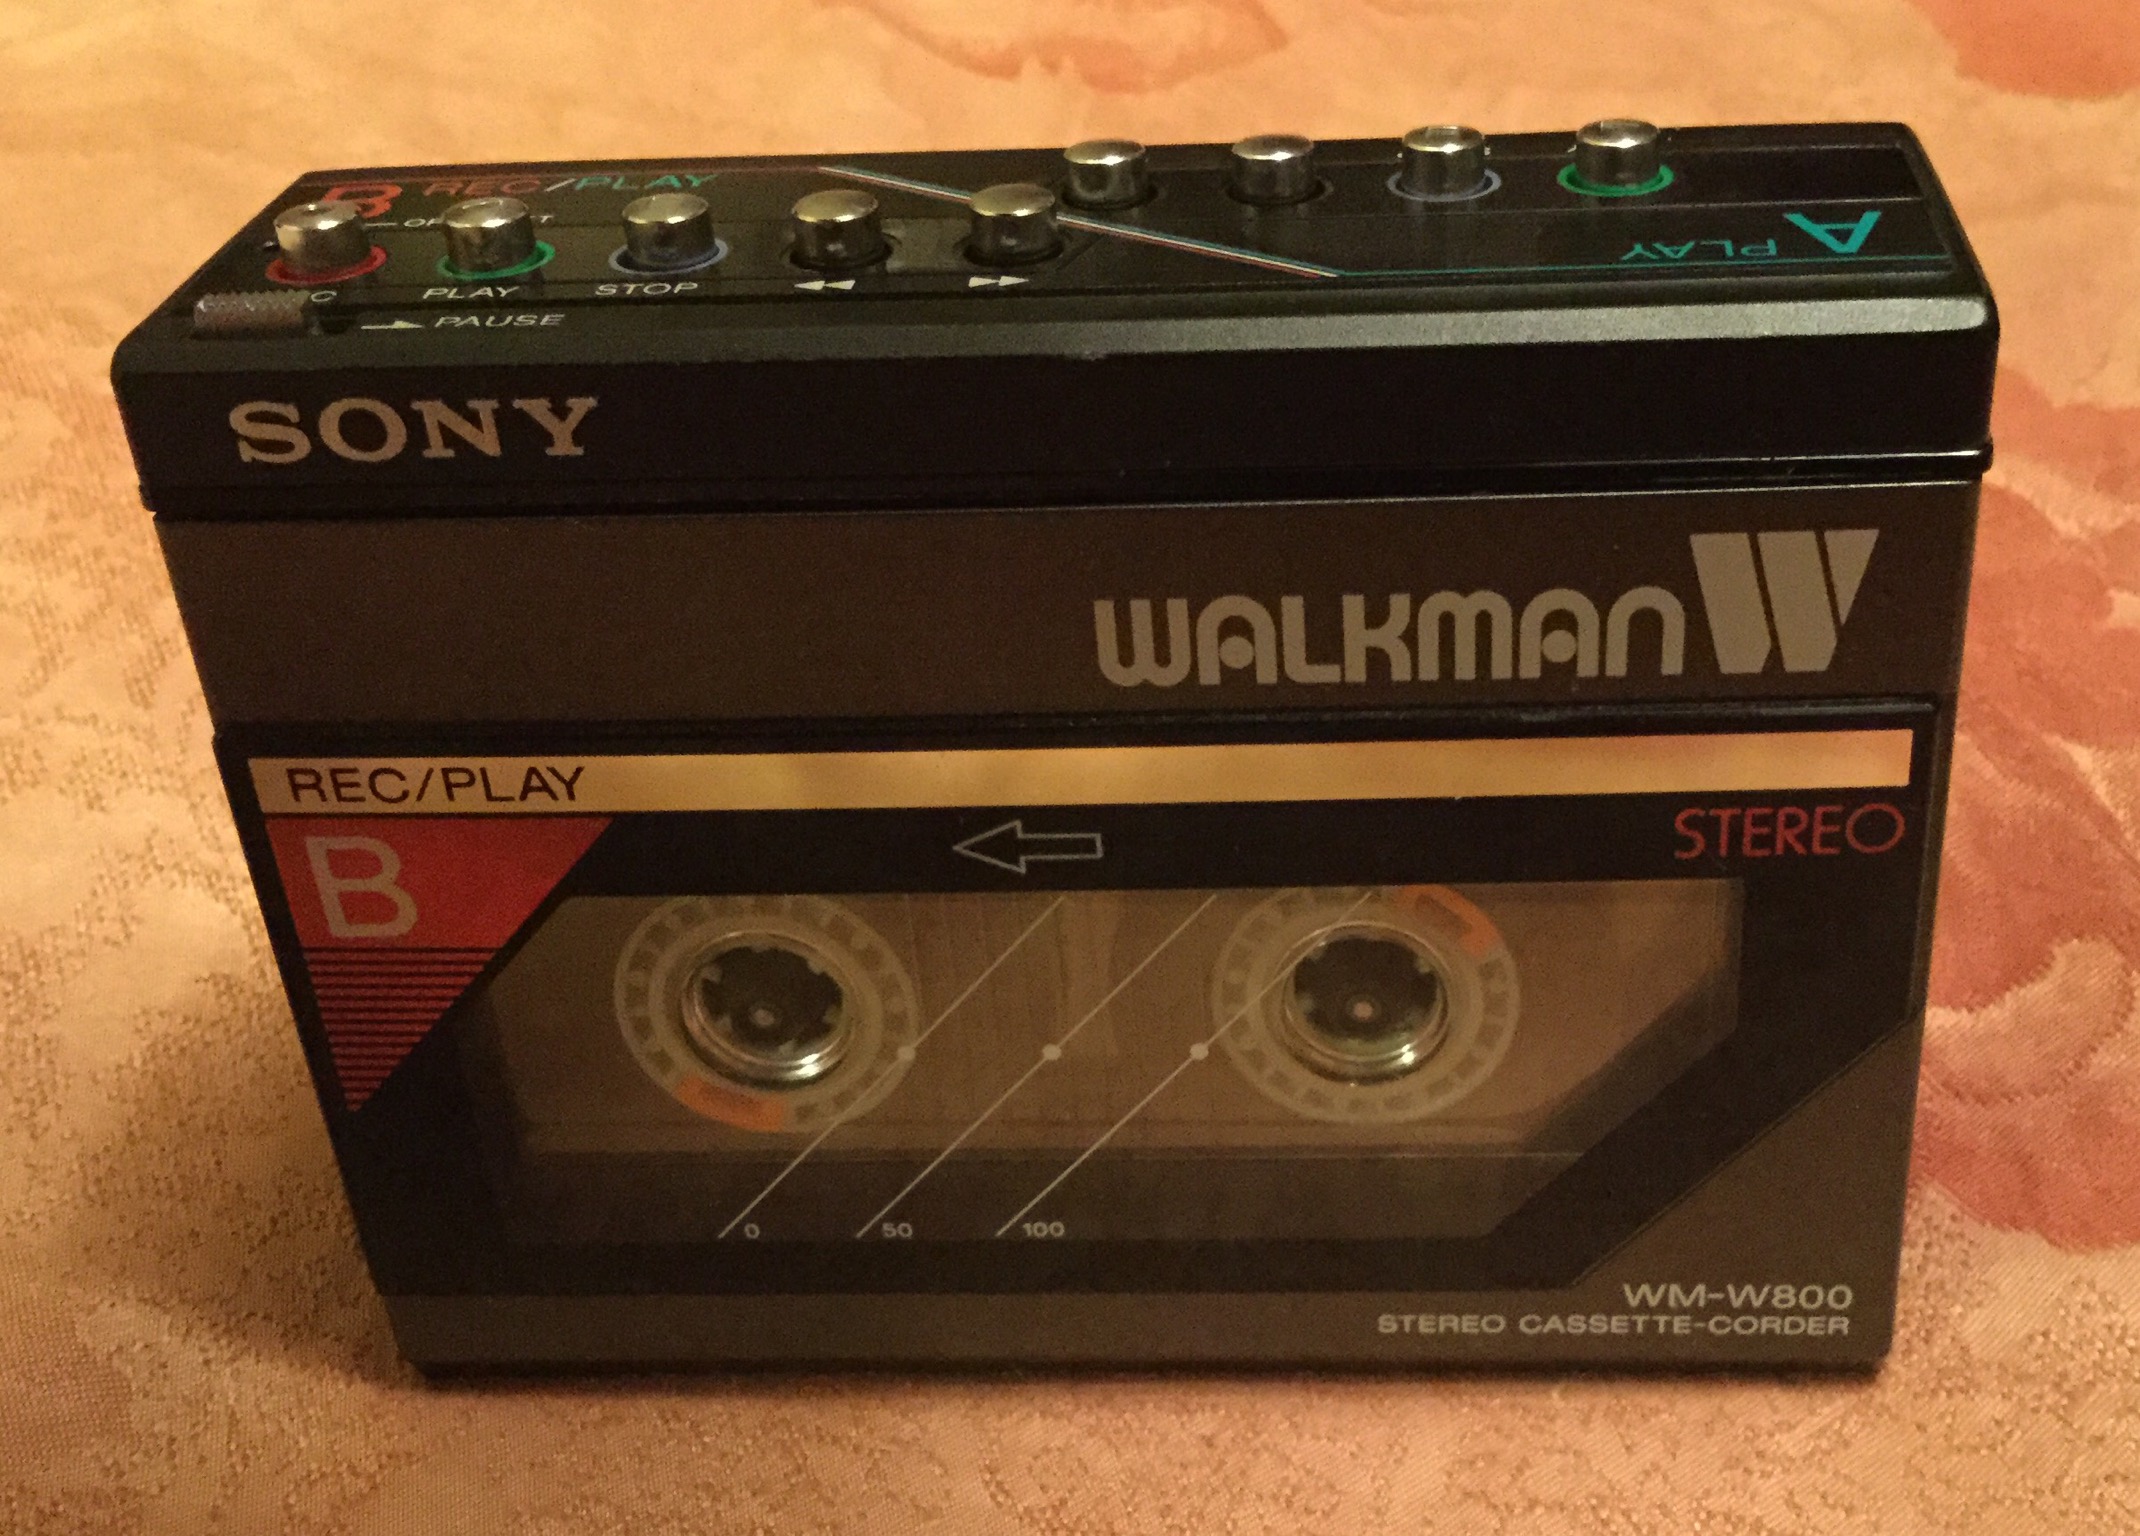 B REC/PLAY
PLAY STOP
PAUSE
A PLAY
SONY
WALKMAN W
REC/PLAY
B
STEREO
0 50 100
WM-W800
STEREO CASSETTE-CORDER